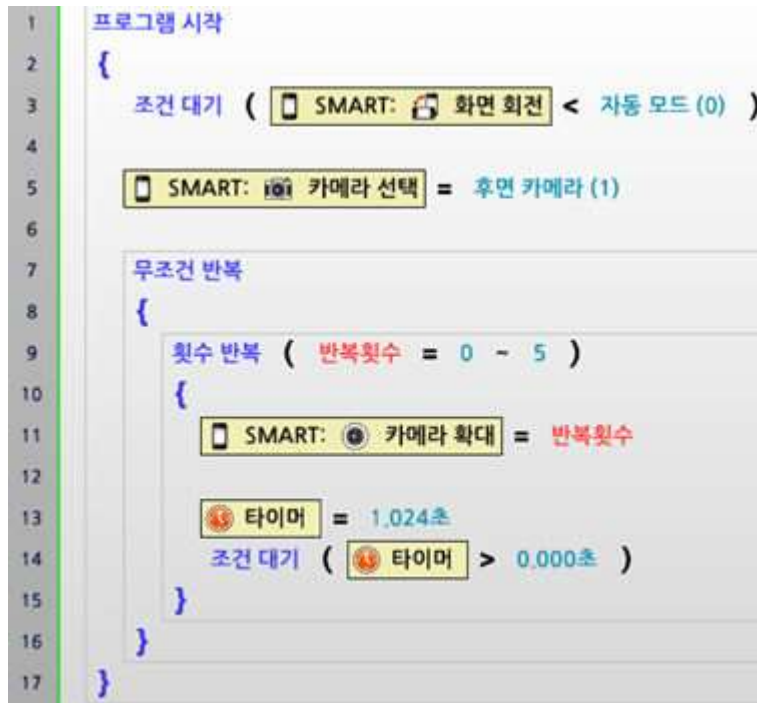 1 프로그램 시작
2 {
3 조건 대기 ( SMART: 화면 회전 < 자동 모드 (0) )
4
5 SMART: 카메라 선택 = 후면 카메라 (1)
6
7 무조건 반복
8 {
9 횟수 반복 ( 반복횟수 = 0 ~ 5 )
10 {
11 SMART: 카메라 확대 = 반복횟수
12
13 타이머 = 1.024초
14 조건 대기 ( 타이머 > 0.000초 )
15 }
16 }
17 }